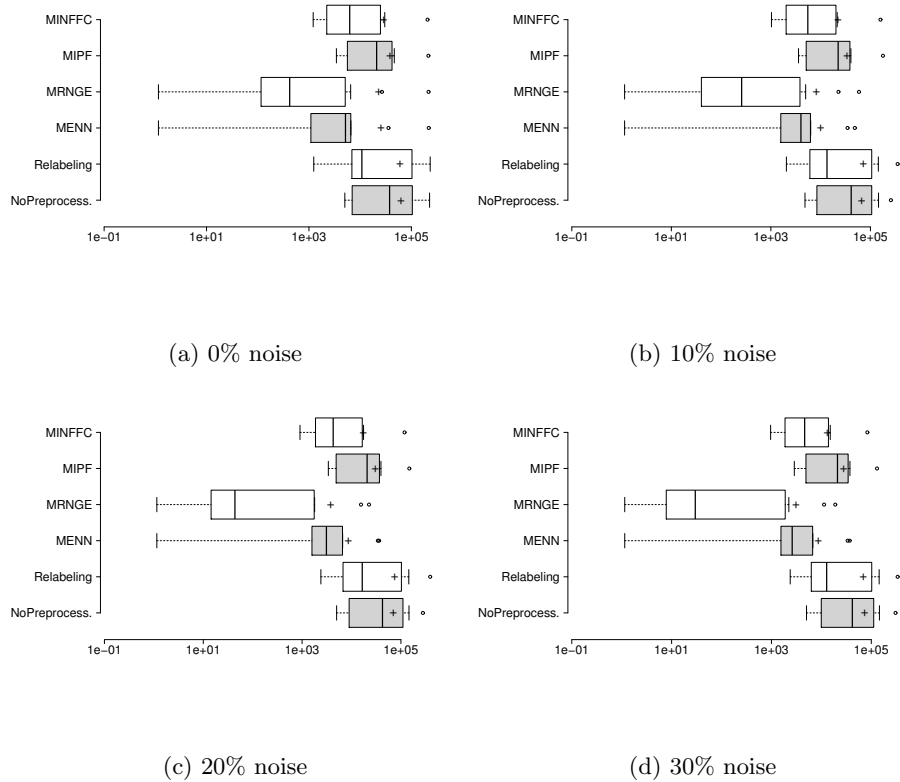 MINFFC
MIPF
MRNGE
MENN
Relabeling
NoPreprocess.
1e−01 1e+01 1e+03 1e+05
(a) 0% noise
MINFFC
MIPF
MRNGE
MENN
Relabeling
NoPreprocess.
1e−01 1e+01 1e+03 1e+05
(b) 10% noise
MINFFC
MIPF
MRNGE
MENN
Relabeling
NoPreprocess.
1e−01 1e+01 1e+03 1e+05
(c) 20% noise
MINFFC
MIPF
MRNGE
MENN
Relabeling
NoPreprocess.
1e−01 1e+01 1e+03 1e+05
(d) 30% noise